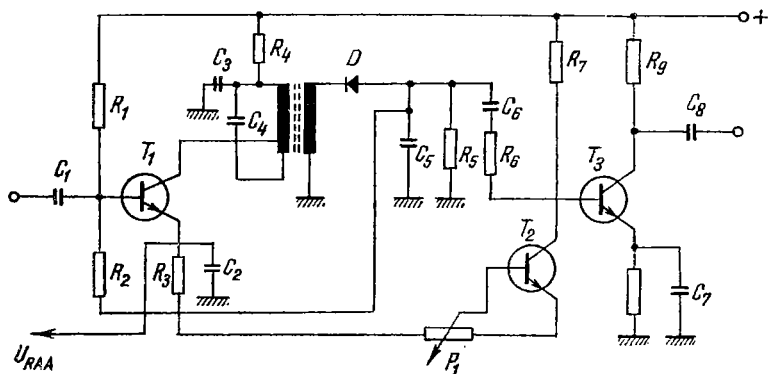 +
C3
R4
D
R7
R9
R1
C4
C6
C8
C1
T1
C5
R5
R6
T3
T2
R2
R3
C2
C7
P1
URAA